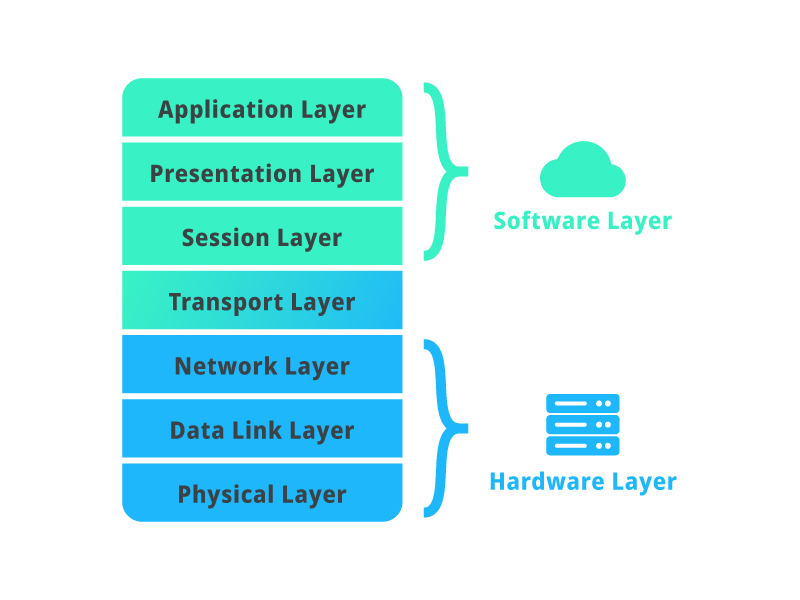 Application Layer
Presentation Layer
Session Layer
Transport Layer
Network Layer
Data Link Layer
Physical Layer
Software Layer
Hardware Layer